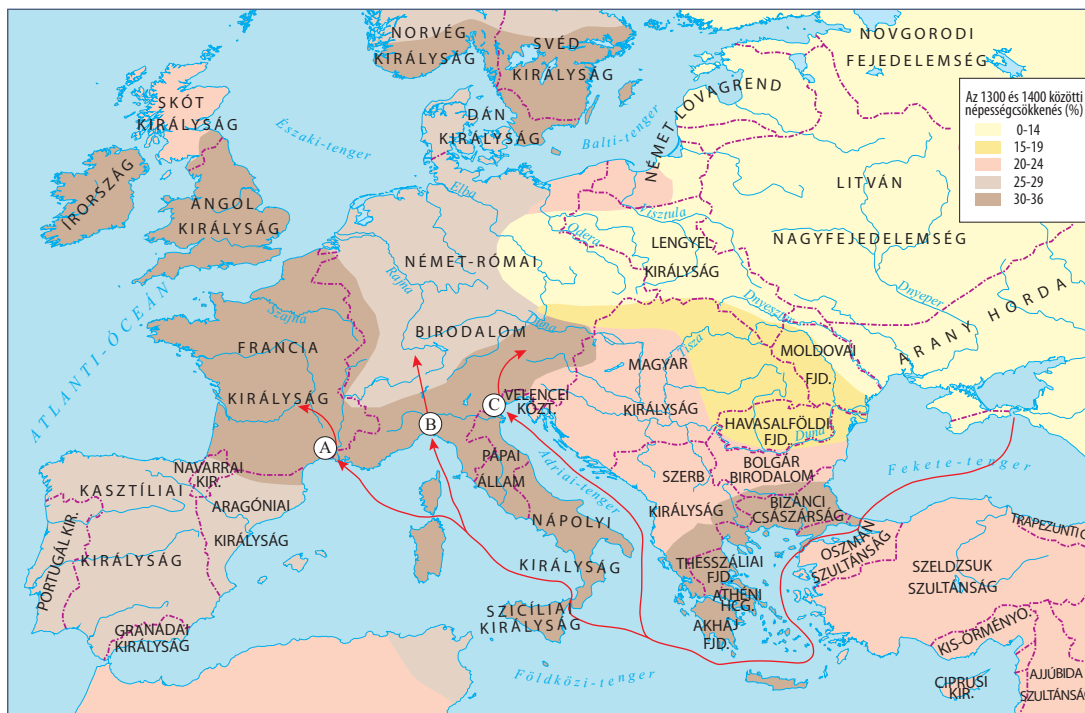 NORVÉG
KIRÁLYSÁG
SVÉD
KIRÁLYSÁG
NOVGORODI
FEJEDELEMSÉG
Az 1300 és 1400 közötti
népességcsökkenés (%)
0-14
15-19
20-24
25-29
30-36
SKÓT
KIRÁLYSÁG
Északi-tenger
DÁN
KIRÁLYSÁG
Balti-tenger
NÉMET LOVAGREND
ÍRORSZÁG
ANGOL
KIRÁLYSÁG
LITVÁN
NAGYFEJEDELEMSÉG
Elba
Odera
Visztula
LENGYEL
KIRÁLYSÁG
NÉMET-RÓMAI
BIRODALOM
Rajna
Duna
Dnyeszter
Dnyeper
ARANY HORDA
ATLANTI-ÓCEÁN
Szajna
FRANCIA
KIRÁLYSÁG
MAGYAR
KIRÁLYSÁG
Tisza
MOLDOVAI
FJD.
VELENCEI
KÖZT.
A
B
C
HAVASALFÖLDI
FJD.
Duna
NAVARRAI
KIR.
KASZTÍLIAI
KIRÁLYSÁG
ARAGÓNIAI
KIRÁLYSÁG
PORTUGÁL KIR.
GRANADAI
KIRÁLYSÁG
PÁPAI
ÁLLAM
Adriai-tenger
NÁPOLYI
KIRÁLYSÁG
SZICÍLIAI
KIRÁLYSÁG
SZERB
KIRÁLYSÁG
BOLGÁR
BIRODALOM
BIZÁNCI
CSÁSZÁRSÁG
Fekete-tenger
THESSZÁLIAI
FJD.
ATHÉNI
HCG.
AKHÁJ
FJD.
OSZMÁN
SZULTÁNSÁG
SZELDZSUK
SZULTÁNSÁG
TRAPEZUNTIC
KIS-ÖRMÉNYO.
CIPRUSI
KIR.
AJJÚBIDA
SZULTÁNSÁG
Földközi-tenger